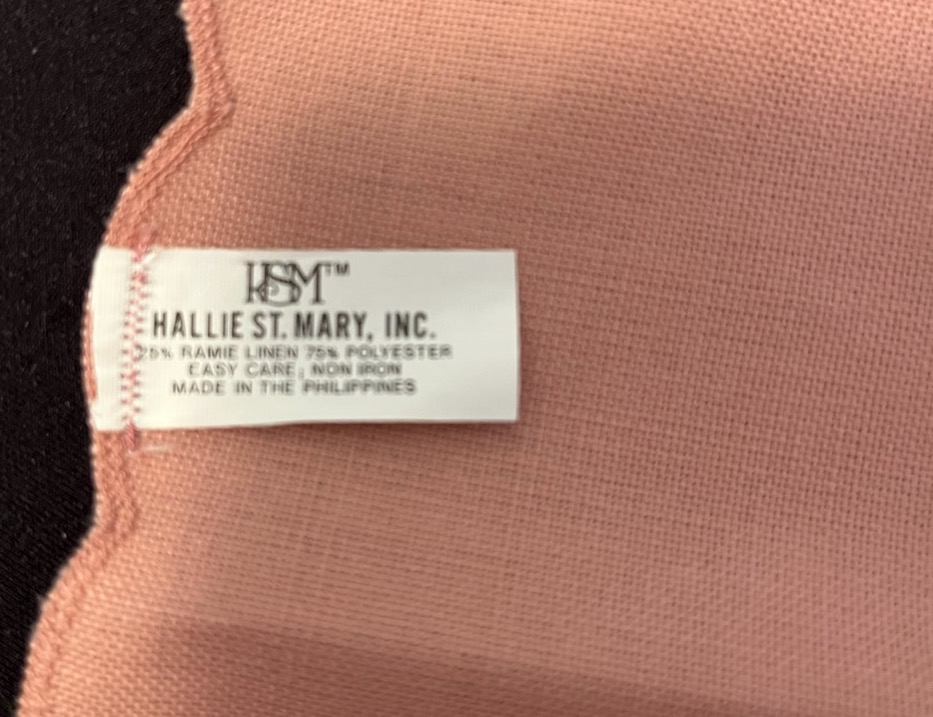 HSM™
HALLIE ST. MARY, INC.
25% RAMIE LINEN 75% POLYESTER
EASY CARE; NON IRON
MADE IN THE PHILIPPINES